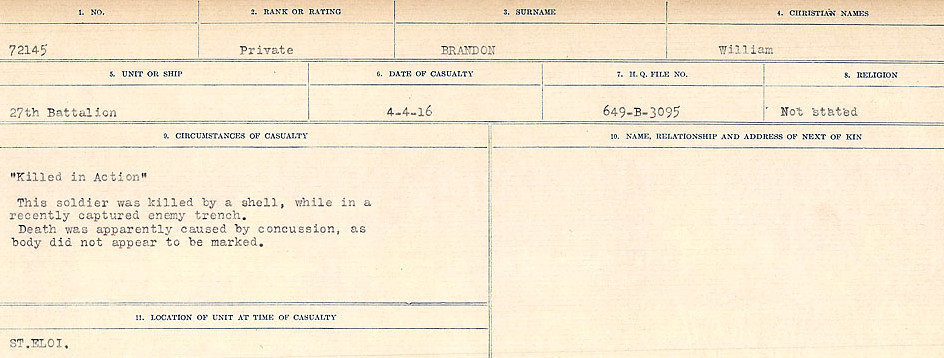 1. NO. 2. RANK OR RATING 3. SURNAME 4. CHRISTIAN NAMES
72145 Private BRANDON William
5. UNIT OR SHIP 6. DATE OF CASUALTY 7. H. Q. FILE NO. 8. RELIGION
27th Battalion 4-4-16 649-B-3095 Not stated
9. CIRCUMSTANCES OF CASUALTY 10. NAME, RELATIONSHIP AND ADDRESS OF NEXT OF KIN
"Killed in Action"
This soldier was killed by a shell, while in a
recently captured enemy trench.
Death was apparently caused by concussion, as
body did not appear to be marked.
11. LOCATION OF UNIT AT TIME OF CASUALTY
ST.ELOI.